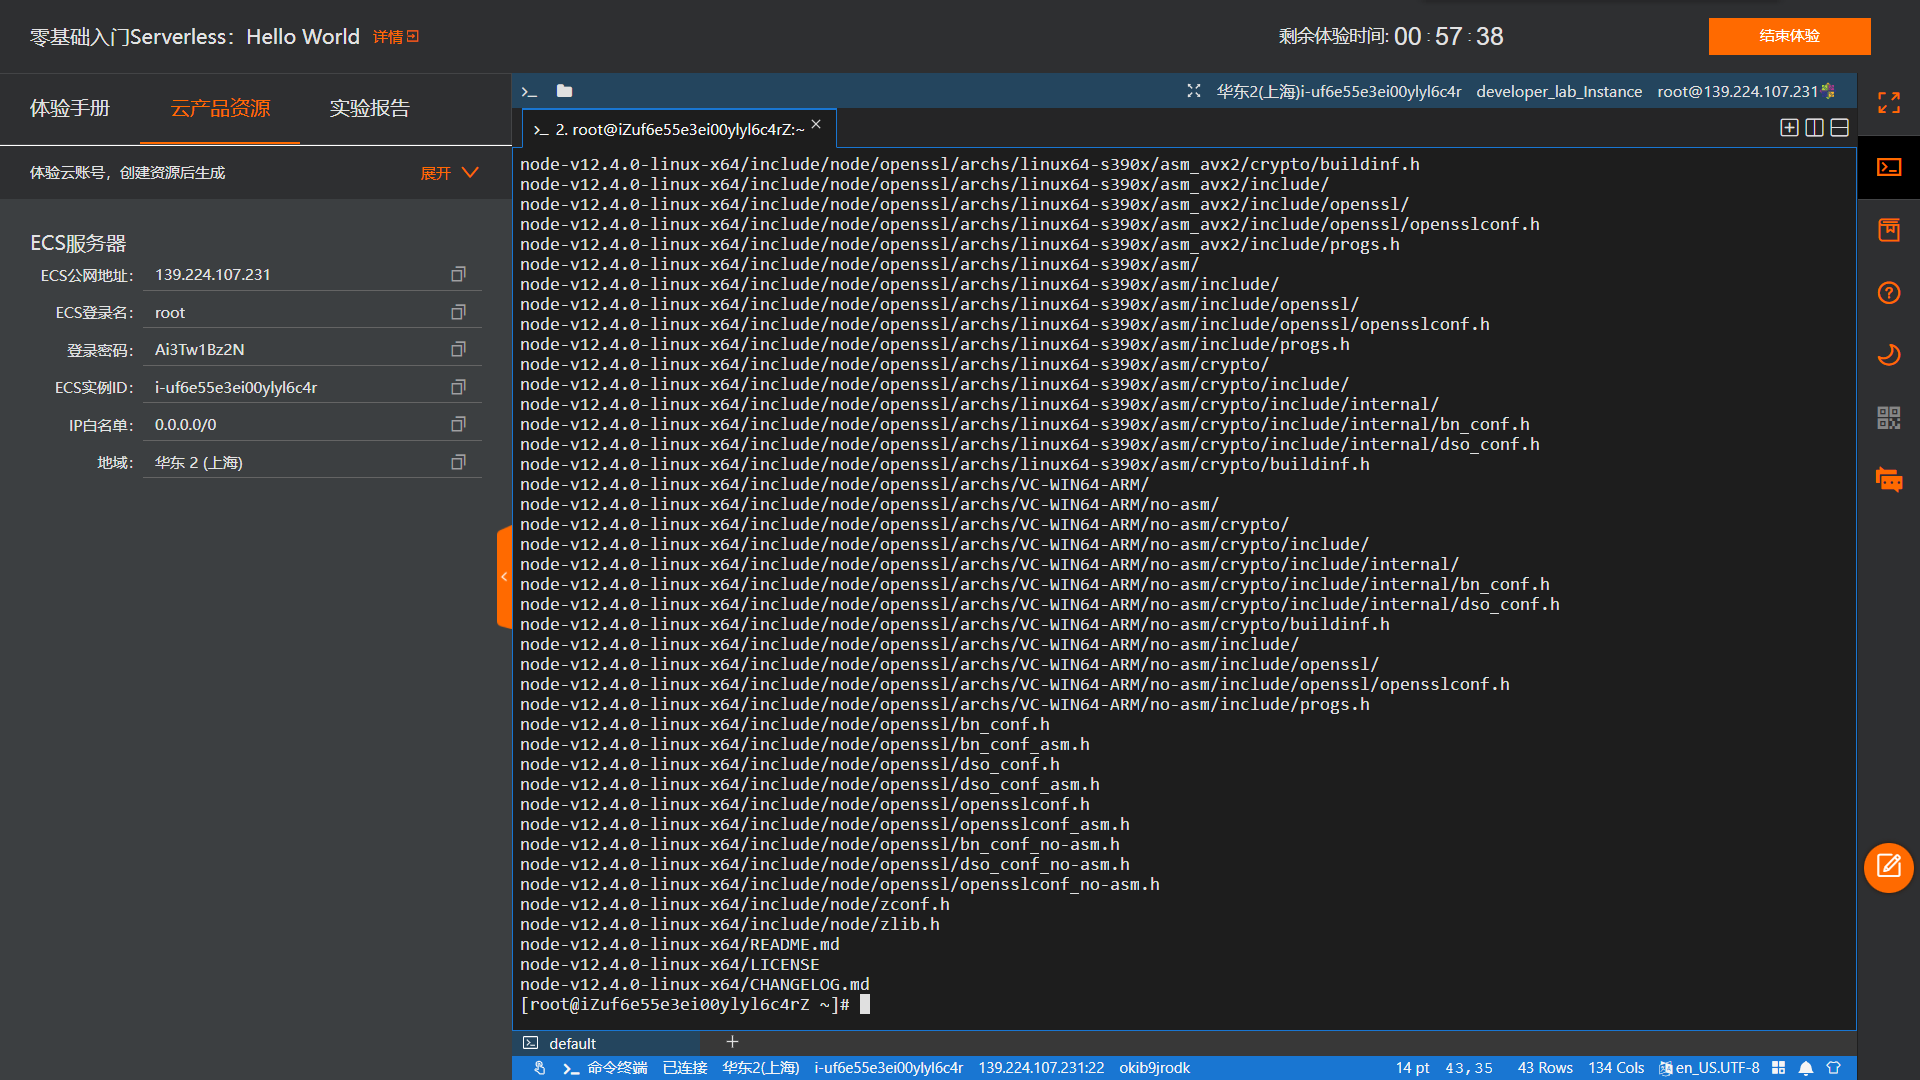 零基础入门Serverless：Hello World 详情
剩余体验时间: 00 : 57 : 38
结束体验
体验手册 云产品资源 实验报告
体验云账号，创建资源后生成 展开
ECS服务器
ECS公网地址： 139.224.107.231
ECS登录名： root
登录密码： Ai3Tw1Bz2N
ECS实例ID： i-uf6e55e3ei00ylyl6c4r
IP白名单： 0.0.0.0/0
地域： 华东 2 (上海)
华东2(上海)i-uf6e55e3ei00ylyl6c4r developer_lab_Instance root@139.224.107.231
2. root@iZuf6e55e3ei00ylyl6c4rZ:~
node-v12.4.0-linux-x64/include/node/openssl/archs/linux64-s390x/asm_avx2/crypto/buildinf.h
node-v12.4.0-linux-x64/include/node/openssl/archs/linux64-s390x/asm_avx2/include/
node-v12.4.0-linux-x64/include/node/openssl/archs/linux64-s390x/asm_avx2/include/openssl/
node-v12.4.0-linux-x64/include/node/openssl/archs/linux64-s390x/asm_avx2/include/openssl/opensslconf.h
node-v12.4.0-linux-x64/include/node/openssl/archs/linux64-s390x/asm_avx2/include/progs.h
node-v12.4.0-linux-x64/include/node/openssl/archs/linux64-s390x/asm/
node-v12.4.0-linux-x64/include/node/openssl/archs/linux64-s390x/asm/include/
node-v12.4.0-linux-x64/include/node/openssl/archs/linux64-s390x/asm/include/openssl/
node-v12.4.0-linux-x64/include/node/openssl/archs/linux64-s390x/asm/include/openssl/opensslconf.h
node-v12.4.0-linux-x64/include/node/openssl/archs/linux64-s390x/asm/include/progs.h
node-v12.4.0-linux-x64/include/node/openssl/archs/linux64-s390x/asm/crypto/
node-v12.4.0-linux-x64/include/node/openssl/archs/linux64-s390x/asm/crypto/include/
node-v12.4.0-linux-x64/include/node/openssl/archs/linux64-s390x/asm/crypto/include/internal/
node-v12.4.0-linux-x64/include/node/openssl/archs/linux64-s390x/asm/crypto/include/internal/bn_conf.h
node-v12.4.0-linux-x64/include/node/openssl/archs/linux64-s390x/asm/crypto/include/internal/dso_conf.h
node-v12.4.0-linux-x64/include/node/openssl/archs/linux64-s390x/asm/crypto/buildinf.h
node-v12.4.0-linux-x64/include/node/openssl/archs/VC-WIN64-ARM/
node-v12.4.0-linux-x64/include/node/openssl/archs/VC-WIN64-ARM/no-asm/
node-v12.4.0-linux-x64/include/node/openssl/archs/VC-WIN64-ARM/no-asm/crypto/
node-v12.4.0-linux-x64/include/node/openssl/archs/VC-WIN64-ARM/no-asm/crypto/include/
node-v12.4.0-linux-x64/include/node/openssl/archs/VC-WIN64-ARM/no-asm/crypto/include/internal/
node-v12.4.0-linux-x64/include/node/openssl/archs/VC-WIN64-ARM/no-asm/crypto/include/internal/bn_conf.h
node-v12.4.0-linux-x64/include/node/openssl/archs/VC-WIN64-ARM/no-asm/crypto/include/internal/dso_conf.h
node-v12.4.0-linux-x64/include/node/openssl/archs/VC-WIN64-ARM/no-asm/crypto/buildinf.h
node-v12.4.0-linux-x64/include/node/openssl/archs/VC-WIN64-ARM/no-asm/include/
node-v12.4.0-linux-x64/include/node/openssl/archs/VC-WIN64-ARM/no-asm/include/openssl/
node-v12.4.0-linux-x64/include/node/openssl/archs/VC-WIN64-ARM/no-asm/include/openssl/opensslconf.h
node-v12.4.0-linux-x64/include/node/openssl/archs/VC-WIN64-ARM/no-asm/include/progs.h
node-v12.4.0-linux-x64/include/node/openssl/bn_conf.h
node-v12.4.0-linux-x64/include/node/openssl/bn_conf_asm.h
node-v12.4.0-linux-x64/include/node/openssl/dso_conf.h
node-v12.4.0-linux-x64/include/node/openssl/dso_conf_asm.h
node-v12.4.0-linux-x64/include/node/openssl/opensslconf.h
node-v12.4.0-linux-x64/include/node/openssl/opensslconf_asm.h
node-v12.4.0-linux-x64/include/node/openssl/bn_conf_no-asm.h
node-v12.4.0-linux-x64/include/node/openssl/dso_conf_no-asm.h
node-v12.4.0-linux-x64/include/node/openssl/opensslconf_no-asm.h
node-v12.4.0-linux-x64/include/node/zconf.h
node-v12.4.0-linux-x64/include/node/zlib.h
node-v12.4.0-linux-x64/README.md
node-v12.4.0-linux-x64/LICENSE
node-v12.4.0-linux-x64/CHANGELOG.md
[root@iZuf6e55e3ei00ylyl6c4rZ ~]#
default
命令终端 已连接 华东2(上海) i-uf6e55e3ei00ylyl6c4r 139.224.107.231:22 okib9jrodk 14 pt 43,35 43 Rows 134 Cols en_US.UTF-8